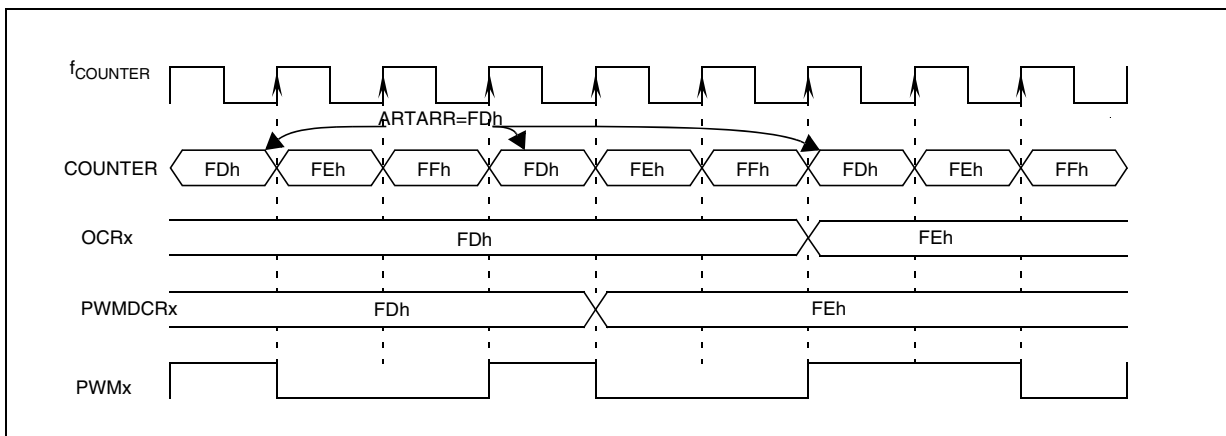 fCOUNTER
ARTARR=FDh
COUNTER FDh FEh FFh FDh FEh FFh FDh FEh FFh
OCRx FDh FEh
PWMDCRx FDh FEh
PWMx